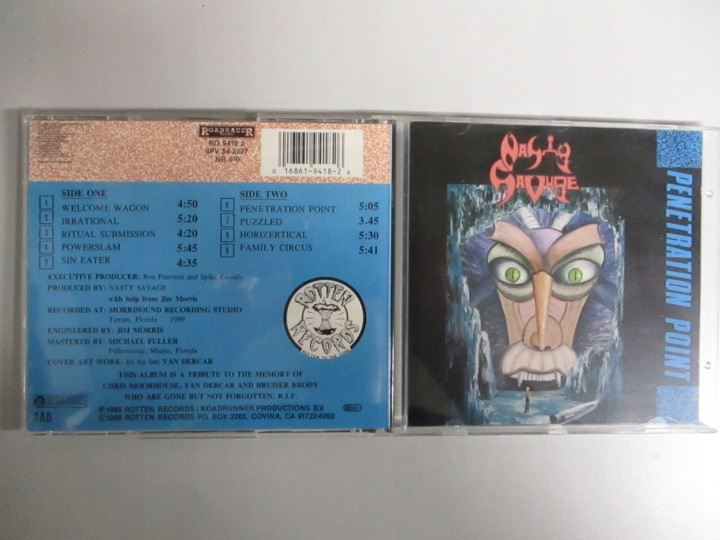 ROADRACER
RO 9418 2
SPV 84-2327
NR 610
0 16861-9418-2 6
SIDE ONE
1 WELCOME WAGON 4:50
2 IRRATIONAL 5:20
3 RITUAL SUBMISSION 4:20
4 POWERSLAM 5:45
5 SIN EATER 4:35
SIDE TWO
6 PENETRATION POINT 5:05
7 PUZZLED 3.45
8 HORIZERTICAL 5:30
9 FAMILY CIRCUS 5:41
EXECUTIVE PRODUCER: Ron Peterson and Spike Cassidy
PRODUCED BY: NASTY SAVAGE
with help from Jim Morris
RECORDED AT: MORRISOUND RECORDING STUDIO
Tampa, Florida 1989
ENGINEERED BY: JIM MORRIS
MASTERED BY: MICHAEL FULLER
Fullersound, Miami, Florida
COVER ART WORK: By the late VAN DERCAR
THIS ALBUM IS A TRIBUTE TO THE MEMORY OF
CHRIS MOORHOUSE, VAN DERCAR AND BRUISER BRODY
WHO ARE GONE BUT NOT FORGOTTEN. R.I.P.
ROTTEN
RECORDS
AAD
℗1989 ROTTEN RECORDS / ROADRUNNER PRODUCTIONS B.V.
©1989 ROTTEN RECORDS P.O. BOX 2262, COVINA, CA 91722-8262
NASTY
SAVAGE
PENETRATION POINT